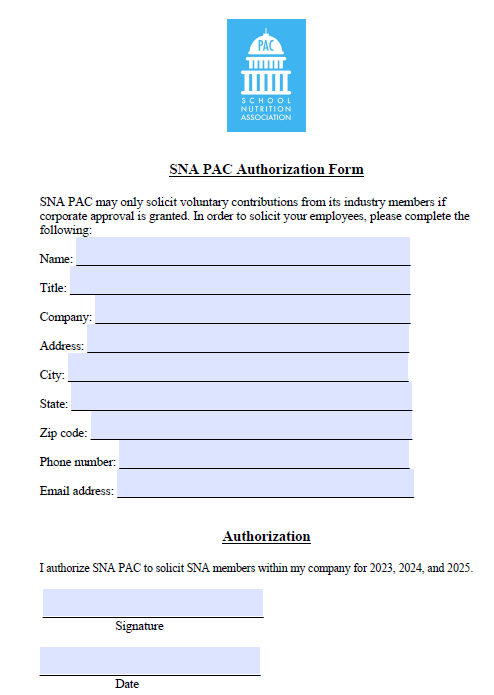 PAC
SCHOOL
NUTRITION
ASSOCIATION
SNA PAC Authorization Form
SNA PAC may only solicit voluntary contributions from its industry members if
corporate approval is granted. In order to solicit your employees, please complete the
following:
Name:
Title:
Company:
Address:
City:
State:
Zip code:
Phone number:
Email address:
Authorization
I authorize SNA PAC to solicit SNA members within my company for 2023, 2024, and 2025.
Signature
Date